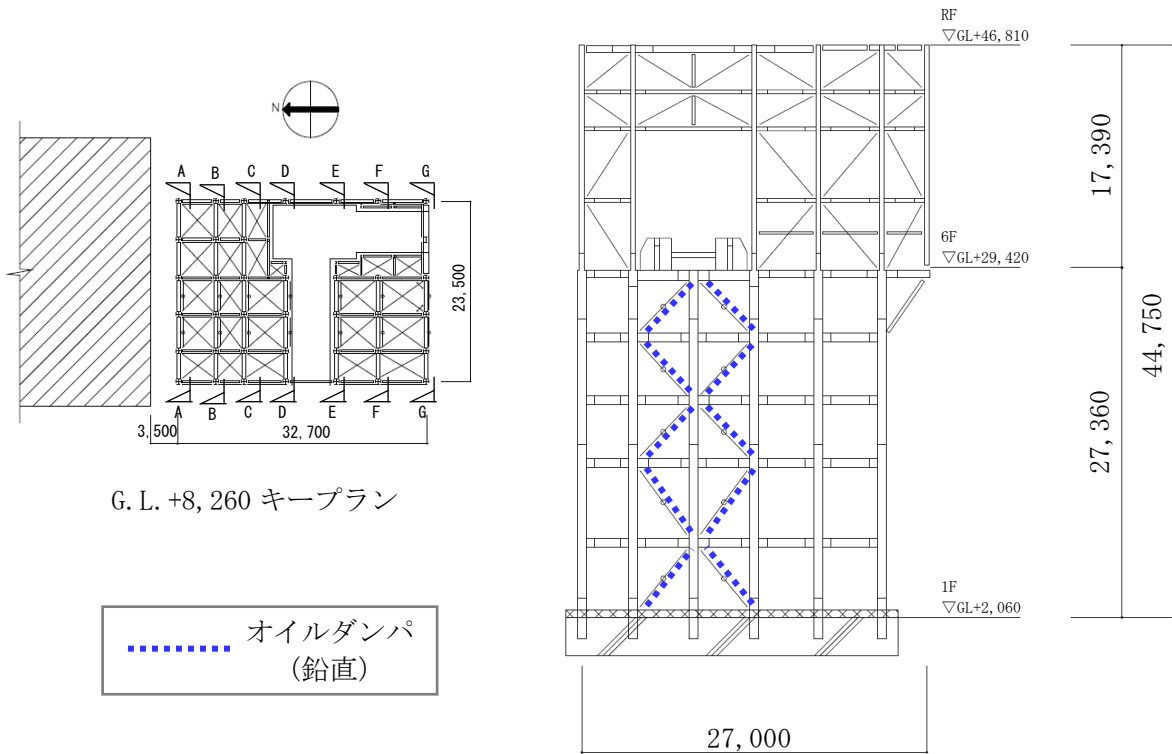 N
A B C D E F G
23,500
A B C D E F G
3,500 32,700
G.L.+8,260 キープラン
オイルダンパ
(鉛直)
RF
▽GL+46,810
17,390
6F
▽GL+29,420
44,750
27,360
1F
▽GL+2,060
27,000